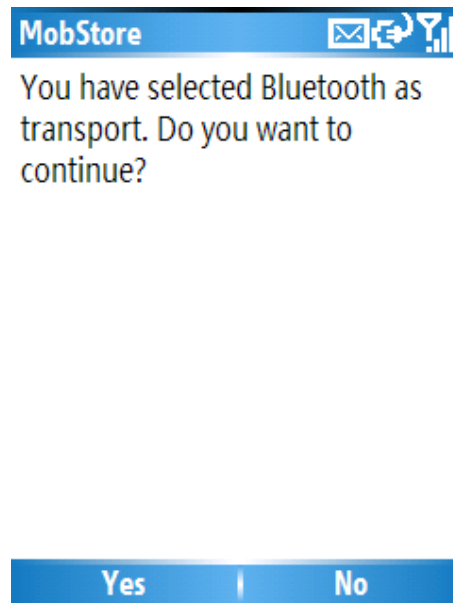 MobStore
You have selected Bluetooth as
transport. Do you want to
continue?
Yes No